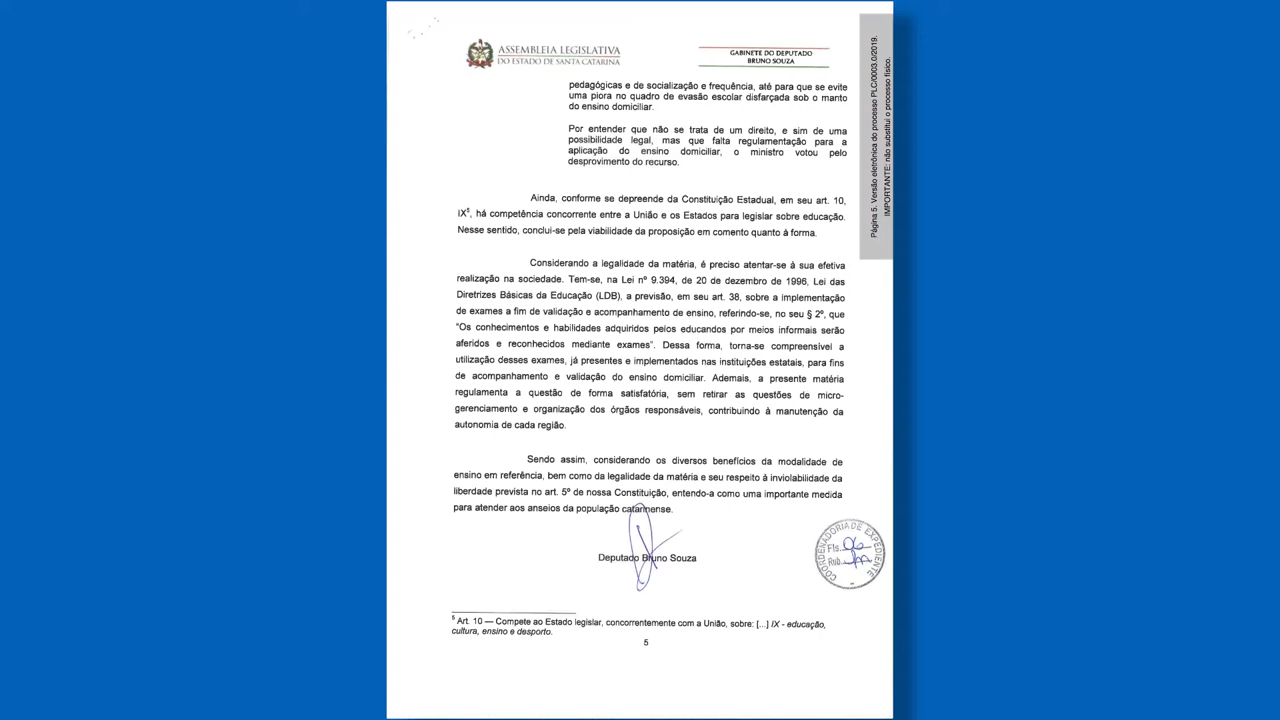 ASSEMBLEIA LEGISLATIVA
DO ESTADO DE SANTA CATARINA
GABINETE DO DEPUTADO
BRUNO SOUZA
Página 5. Versão eletrônica do processo PLC/0003.0/2019.
IMPORTANTE: não substitui o processo físico.
pedagógicas e de socialização e frequência, até para que se evite
uma piora no quadro de evasão escolar disfarçada sob o manto
do ensino domiciliar.
Por entender que não se trata de um direito, e sim de uma
possibilidade legal, mas que falta regulamentação para a
aplicação do ensino domiciliar, o ministro votou pelo
desprovimento do recurso.
Ainda, conforme se depreende da Constituição Estadual, em seu art. 10,
IX⁵, há competência concorrente entre a União e os Estados para legislar sobre educação.
Nesse sentido, conclui-se pela viabilidade da proposição em comento quanto à forma.
Considerando a legalidade da matéria, é preciso atentar-se à sua efetiva
realização na sociedade. Tem-se, na Lei nº 9.394, de 20 de dezembro de 1996, Lei das
Diretrizes Básicas da Educação (LDB), a previsão, em seu art. 38, sobre a implementação
de exames a fim de validação e acompanhamento de ensino, referindo-se, no seu § 2º, que
"Os conhecimentos e habilidades adquiridos pelos educandos por meios informais serão
aferidos e reconhecidos mediante exames". Dessa forma, torna-se compreensível a
utilização desses exames, já presentes e implementados nas instituições estatais, para fins
de acompanhamento e validação do ensino domiciliar. Ademais, a presente matéria
regulamenta a questão de forma satisfatória, sem retirar as questões de micro-
gerenciamento e organização dos órgãos responsáveis, contribuindo à manutenção da
autonomia de cada região.
Sendo assim, considerando os diversos benefícios da modalidade de
ensino em referência, bem como da legalidade da matéria e seu respeito à inviolabilidade da
liberdade prevista no art. 5º de nossa Constituição, entendo-a como uma importante medida
para atender aos anseios da população catarinense.
Deputado Bruno Souza
COORDENADORIA DE EXPEDIENTE
Fls. 06
Rub.
⁵ Art. 10 — Compete ao Estado legislar, concorrentemente com a União, sobre: [...] IX - educação,
cultura, ensino e desporto.
5